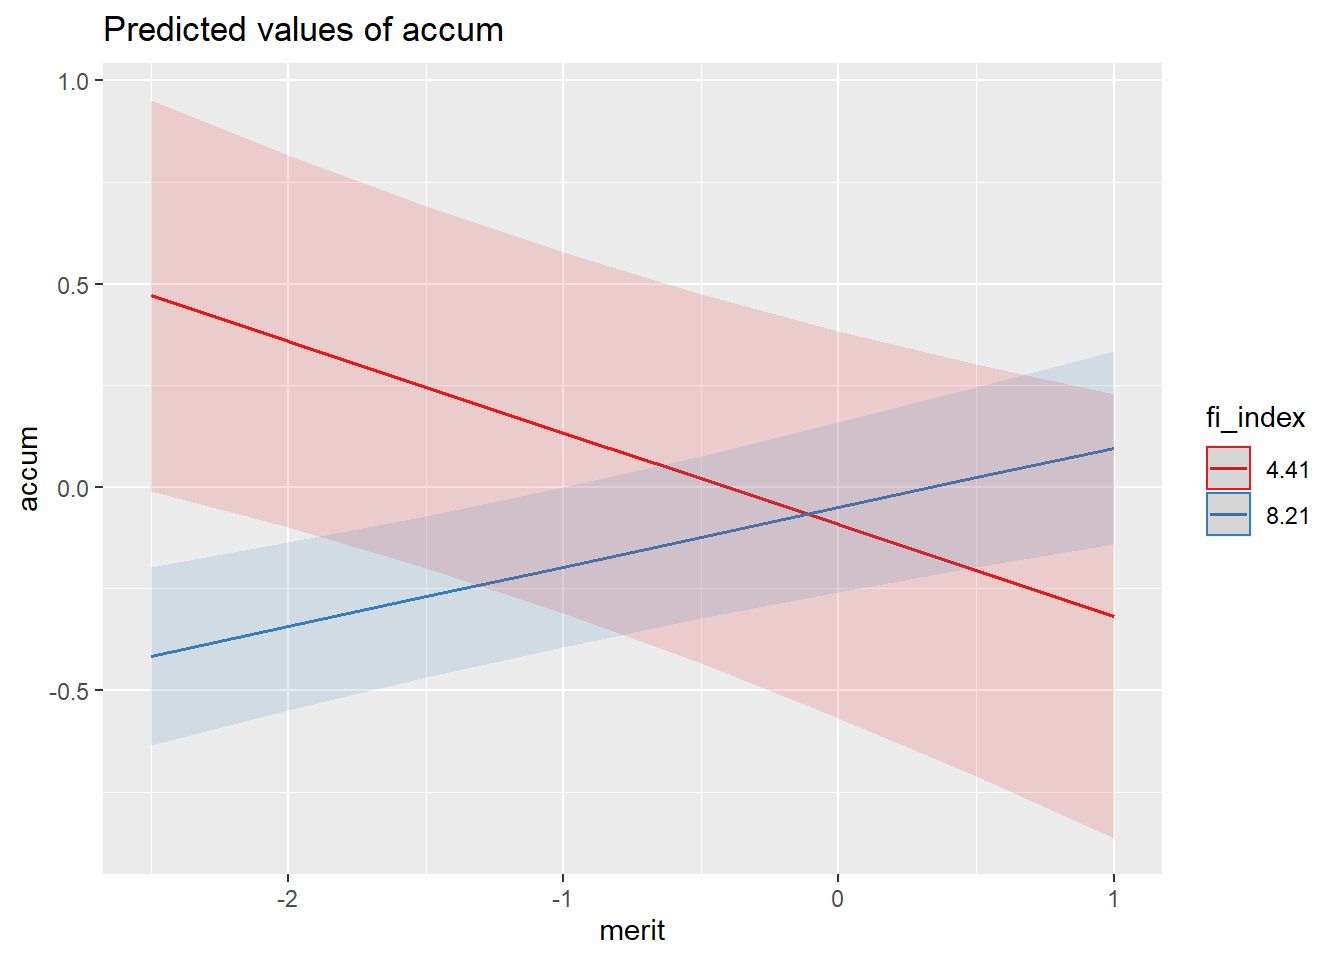 Predicted values of accum
1.0
0.5
0.0
-0.5
accum
-2
-1
0
1
merit
fi_index
4.41
8.21